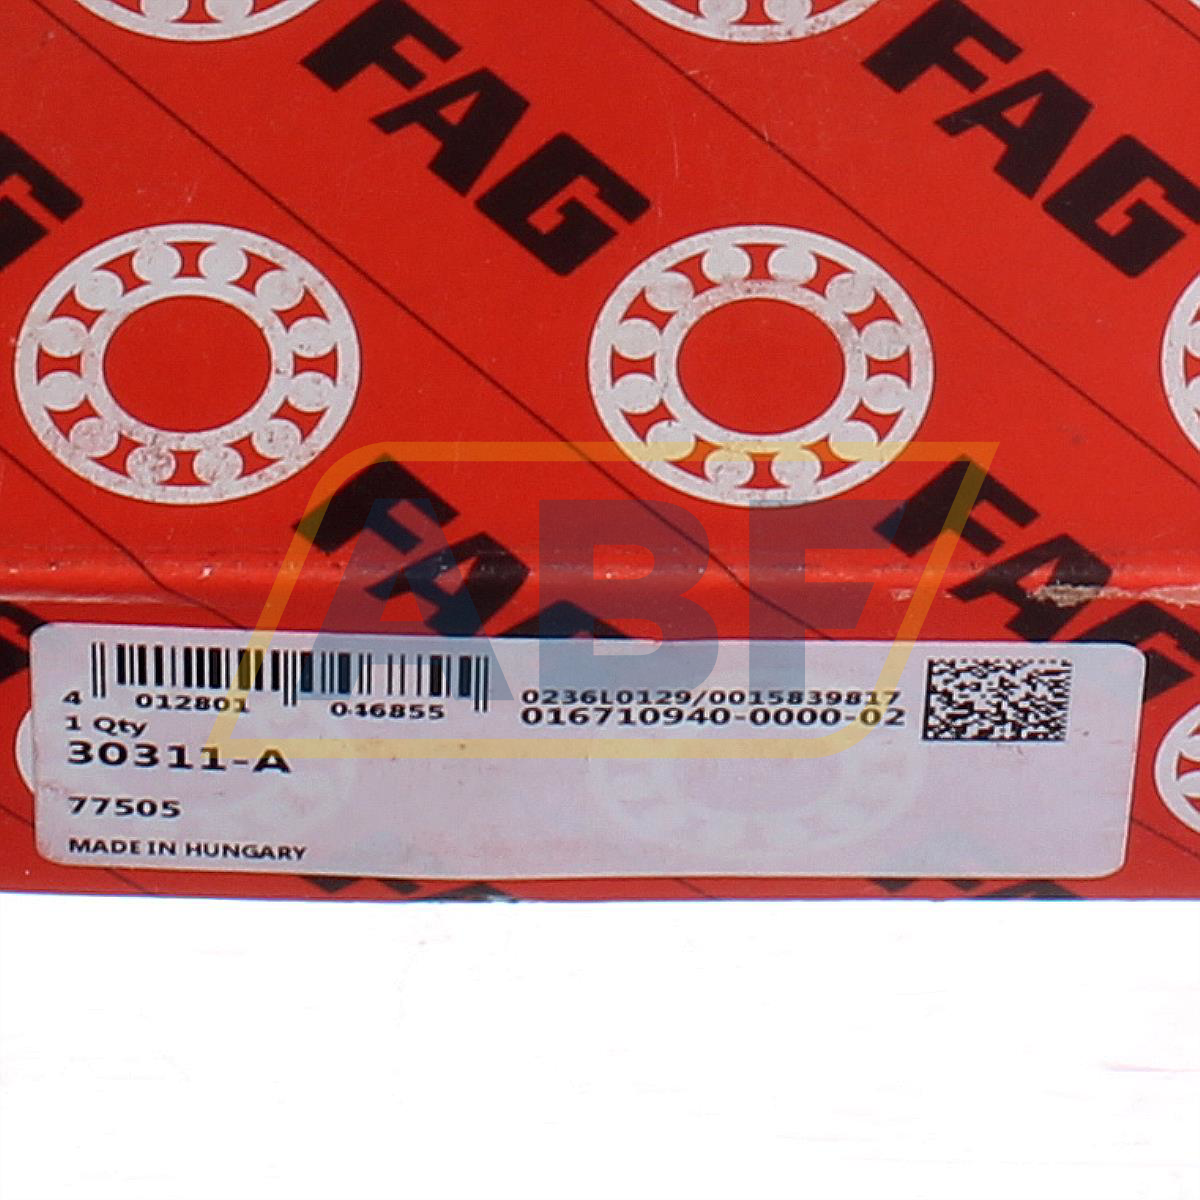 FAG
FAG
FAG
FAG
FAG
ABF
4 012801 046855
0236L0129/0015839817
016710940-0000-02
1 Qty
30311-A
77505
MADE IN HUNGARY